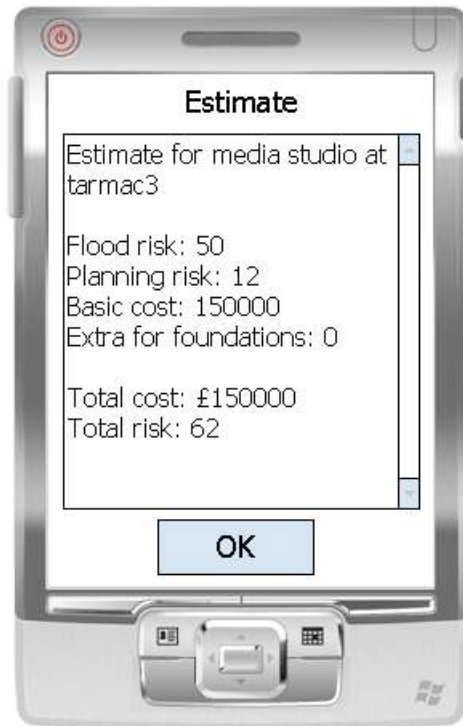 Estimate
Estimate for media studio at
tarmac3
Flood risk: 50
Planning risk: 12
Basic cost: 150000
Extra for foundations: 0
Total cost: £150000
Total risk: 62
OK